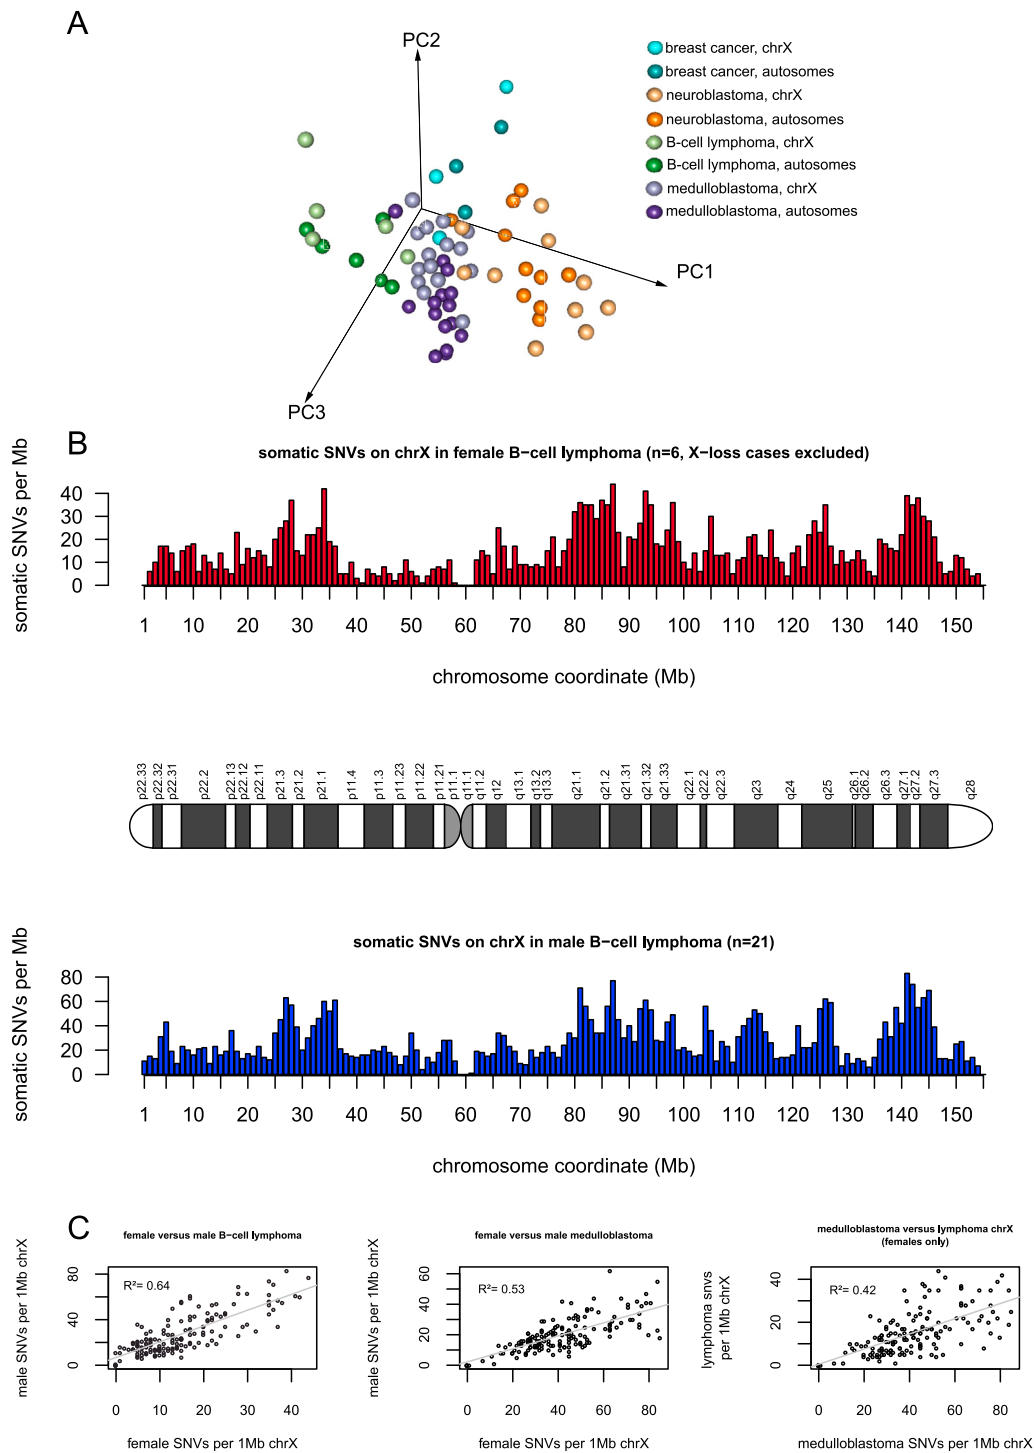 A
PC2
PC1
PC3
breast cancer, chrX
breast cancer, autosomes
neuroblastoma, chrX
neuroblastoma, autosomes
B-cell lymphoma, chrX
B-cell lymphoma, autosomes
medulloblastoma, chrX
medulloblastoma, autosomes
B
somatic SNVs on chrX in female B−cell lymphoma (n=6, X−loss cases excluded)
somatic SNVs per Mb
40
30
20
10
0
1 10 20 30 40 50 60 70 80 90 100 110 120 130 140 150
chromosome coordinate (Mb)
p22.33 p22.32 p22.31 p22.2 p22.13 p22.12 p22.11 p21.3 p21.2 p21.1 p11.4 p11.3 p11.23 p11.22 p11.21 p11.1 q11.1 q11.2 q12 q13.1 q13.2 q13.3 q21.1 q21.2 q21.31 q21.32 q21.33 q22.1 q22.2 q22.3 q23 q24 q25 q26.1 q26.2 q26.3 q27.1 q27.2 q27.3 q28
somatic SNVs on chrX in male B−cell lymphoma (n=21)
somatic SNVs per Mb
80
60
40
20
0
1 10 20 30 40 50 60 70 80 90 100 110 120 130 140 150
chromosome coordinate (Mb)
C
female versus male B−cell lymphoma
male SNVs per 1Mb chrX
R²= 0.64
80
40
0
0 10 20 30 40
female SNVs per 1Mb chrX
female versus male medulloblastoma
male SNVs per 1Mb chrX
R²= 0.53
60
40
20
0
0 20 40 60 80
female SNVs per 1Mb chrX
medulloblastoma versus lymphoma chrX
(females only)
lymphoma snvs
per 1Mb chrX
R²= 0.42
40
20
0
0 20 40 60 80
medulloblastoma SNVs per 1Mb chrX